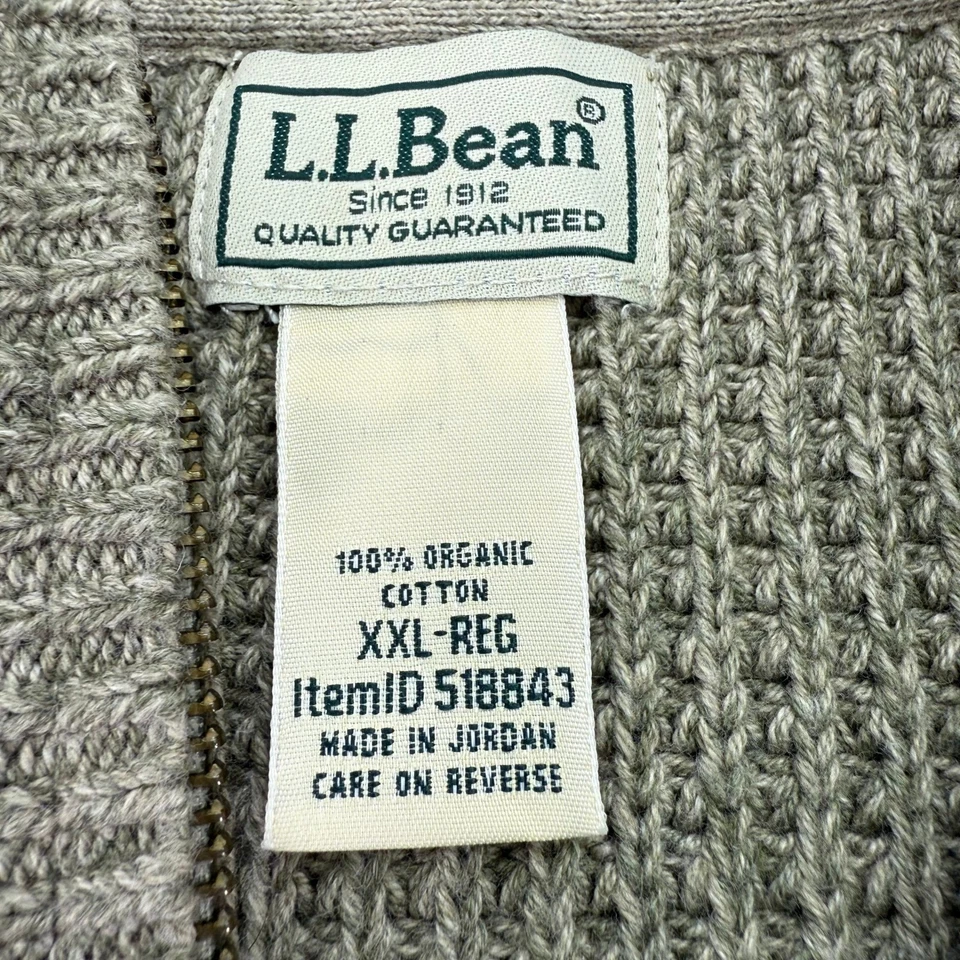 L.L.Bean®
Since 1912
QUALITY GUARANTEED
100% ORGANIC
COTTON
XXL-REG
ItemID 518843
MADE IN JORDAN
CARE ON REVERSE